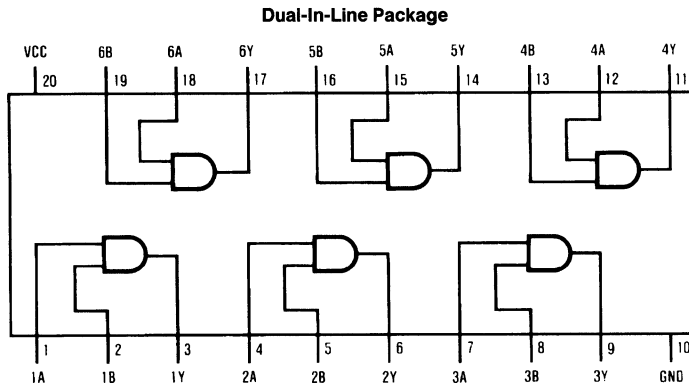 Dual-In-Line Package
VCC 6B 6A 6Y 5B 5A 5Y 4B 4A 4Y
20 19 18 17 16 15 14 13 12 11
1 2 3 4 5 6 7 8 9 10
1A 1B 1Y 2A 2B 2Y 3A 3B 3Y GND